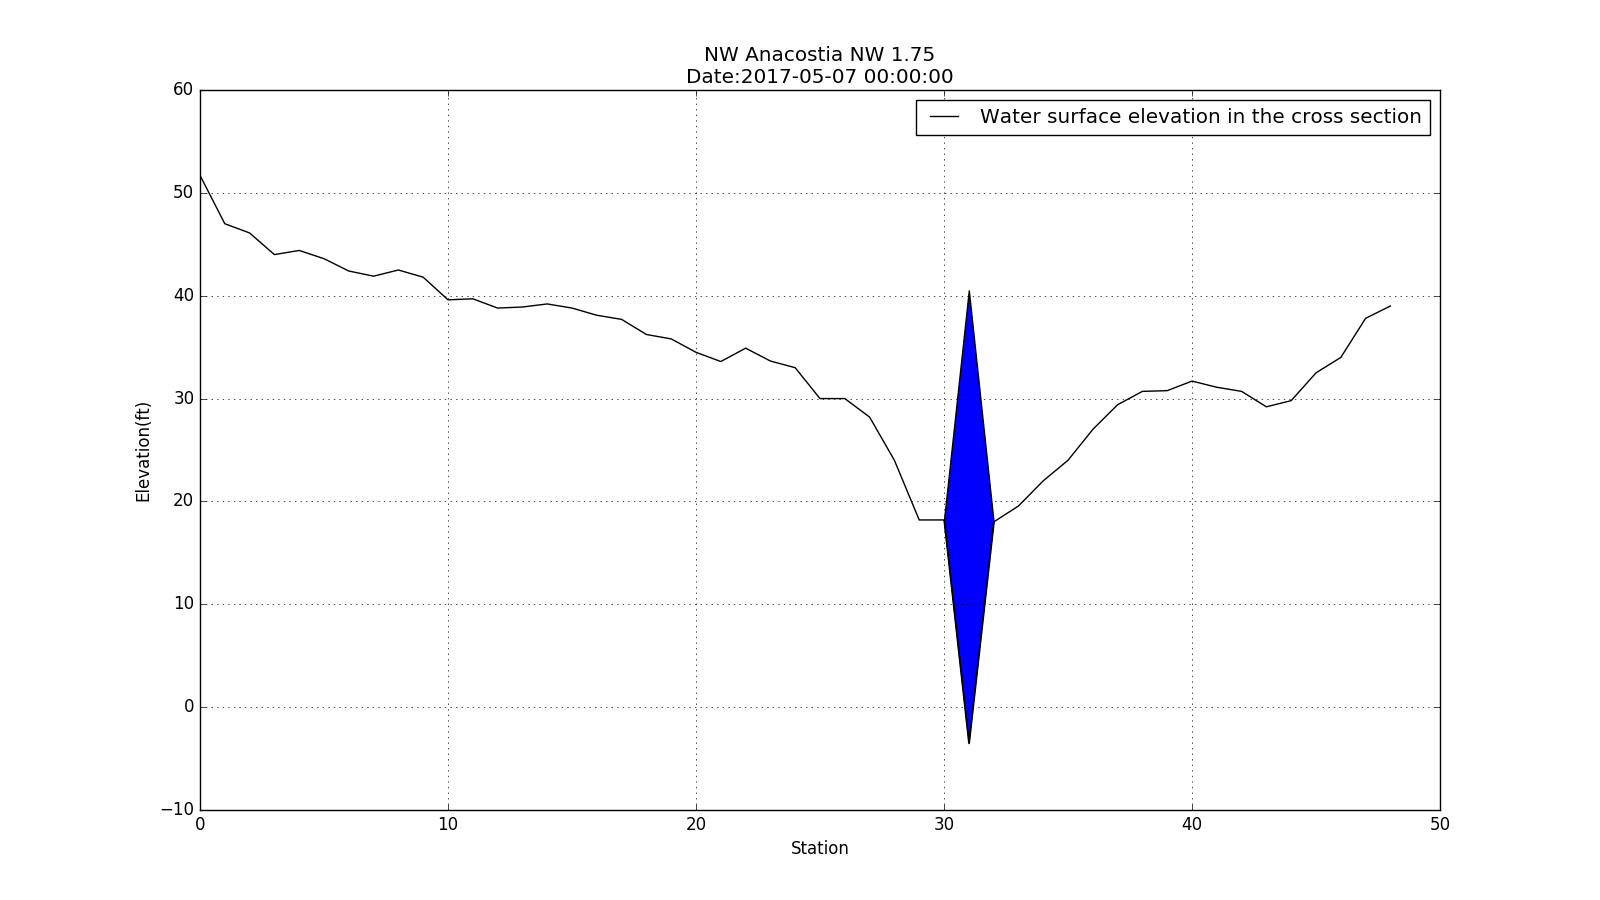 NW Anacostia NW 1.75
Date:2017-05-07 00:00:00
Water surface elevation in the cross section
60
50
40
30
20
10
0
−10
Elevation(ft)
0 10 20 30 40 50
Station